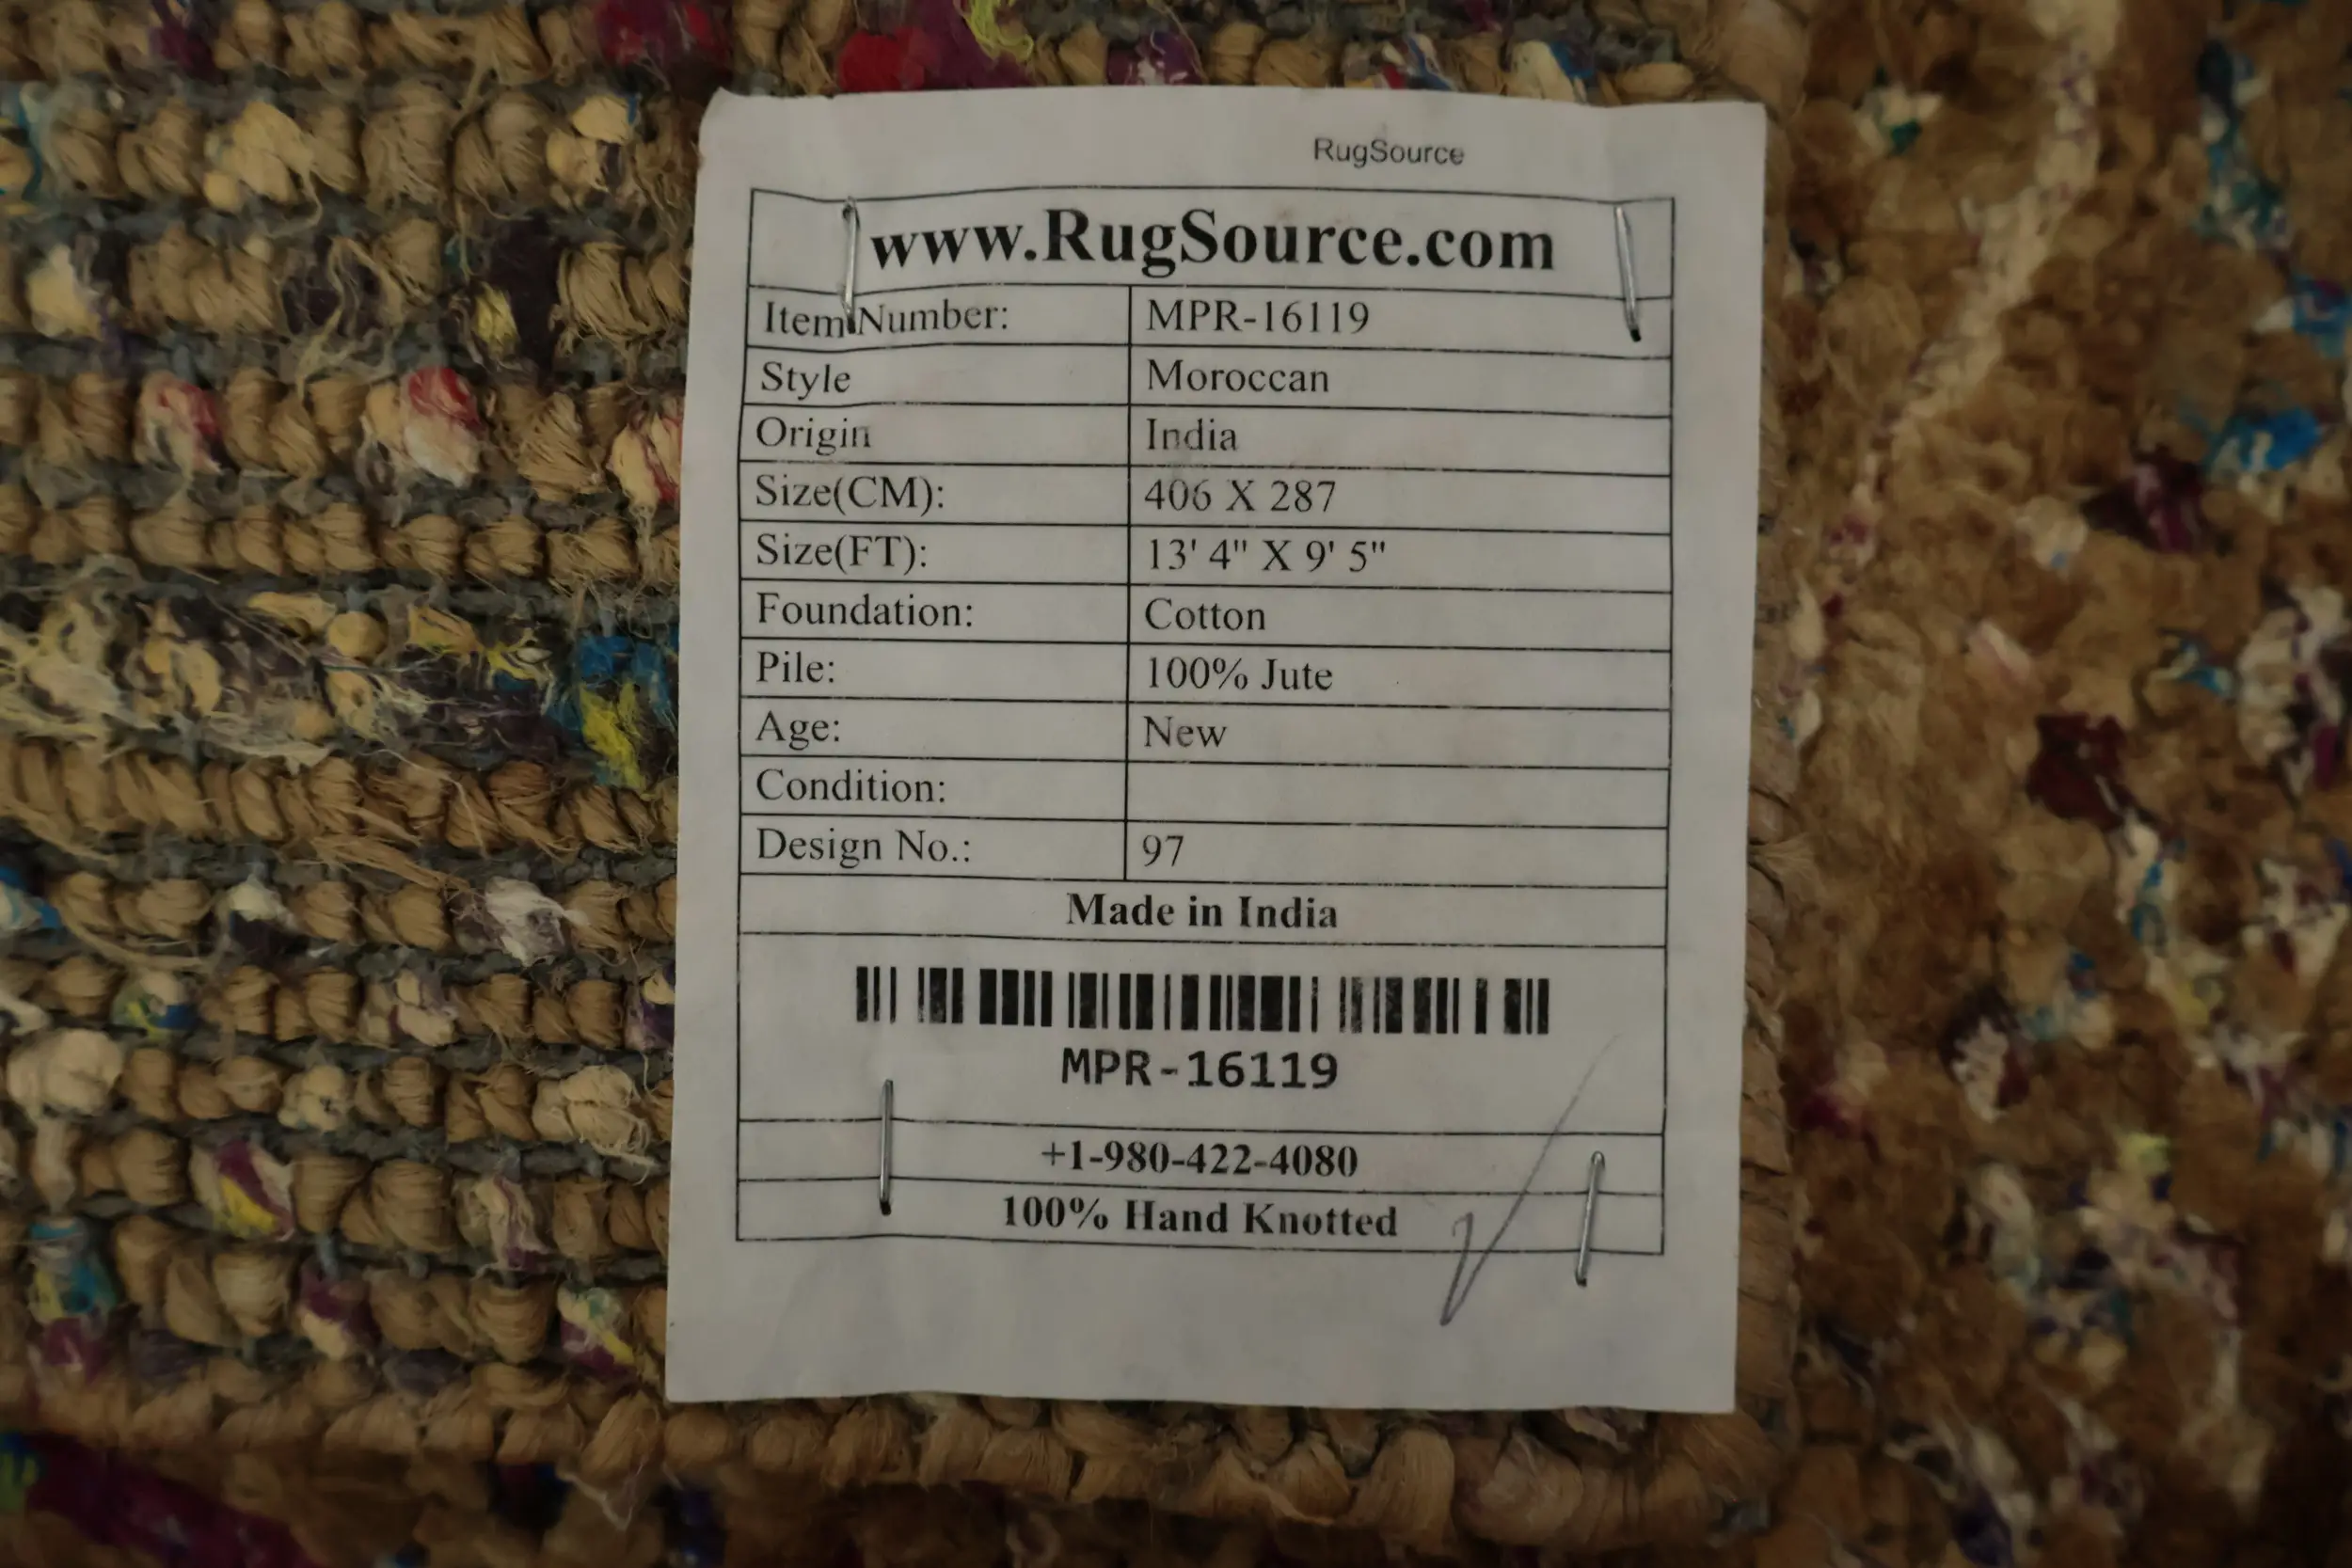 RugSource
www.RugSource.com
Item Number: MPR-16119
Style Moroccan
Origin India
Size(CM): 406 X 287
Size(FT): 13' 4" X 9' 5"
Foundation: Cotton
Pile: 100% Jute
Age: New
Condition:
Design No.: 97
Made in India
MPR-16119
+1-980-422-4080
100% Hand Knotted